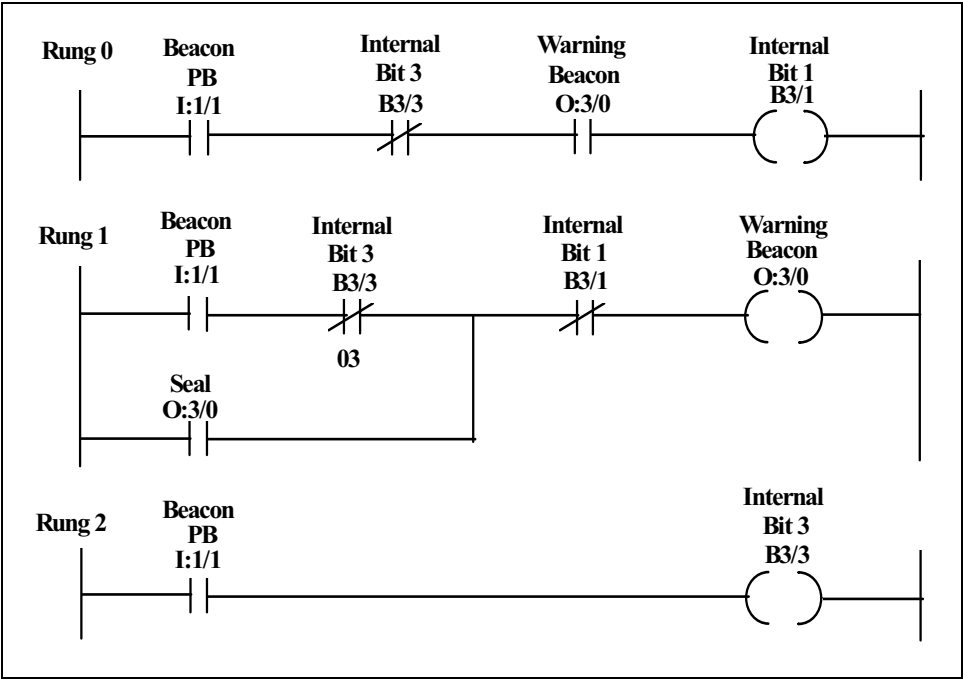 Rung 0
Beacon
PB
I:1/1
Internal
Bit 3
B3/3
Warning
Beacon
O:3/0
Internal
Bit 1
B3/1
Rung 1
Beacon
PB
I:1/1
Internal
Bit 3
B3/3
03
Internal
Bit 1
B3/1
Warning
Beacon
O:3/0
Seal
O:3/0
Rung 2
Beacon
PB
I:1/1
Internal
Bit 3
B3/3